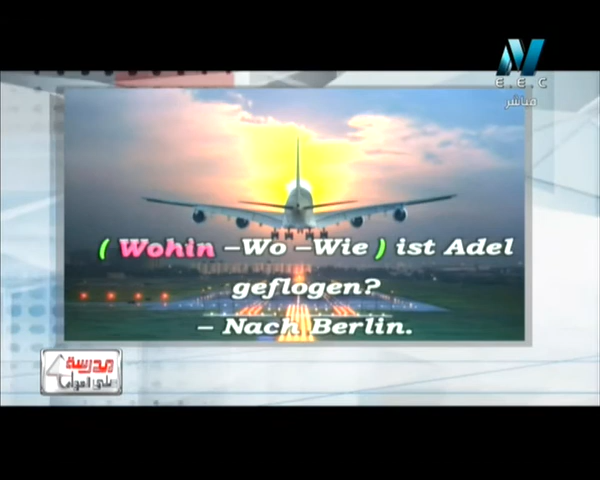 E.E.C
مباشر
( Wohin –Wo –Wie ) ist Adel
geflogen?
– Nach Berlin.
مدرسة
على الهواء